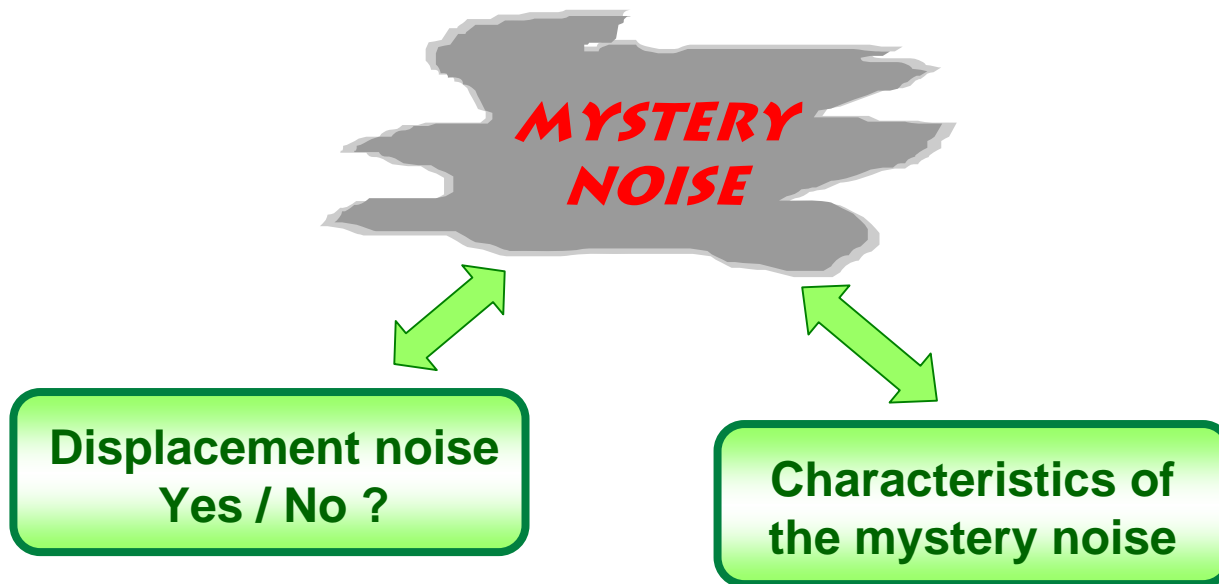 MYSTERY
NOISE
Displacement noise
Yes / No ?
Characteristics of
the mystery noise